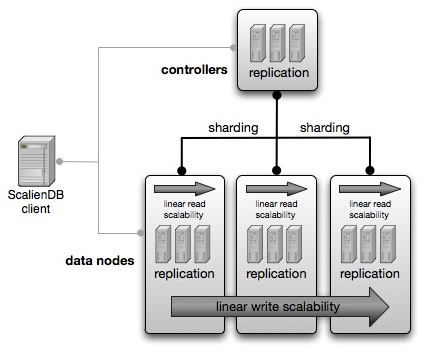 controllers
replication
sharding
sharding
ScalienDB
client
linear read
scalability
linear read
scalability
linear read
scalability
data nodes
replication
replication
replication
linear write scalability